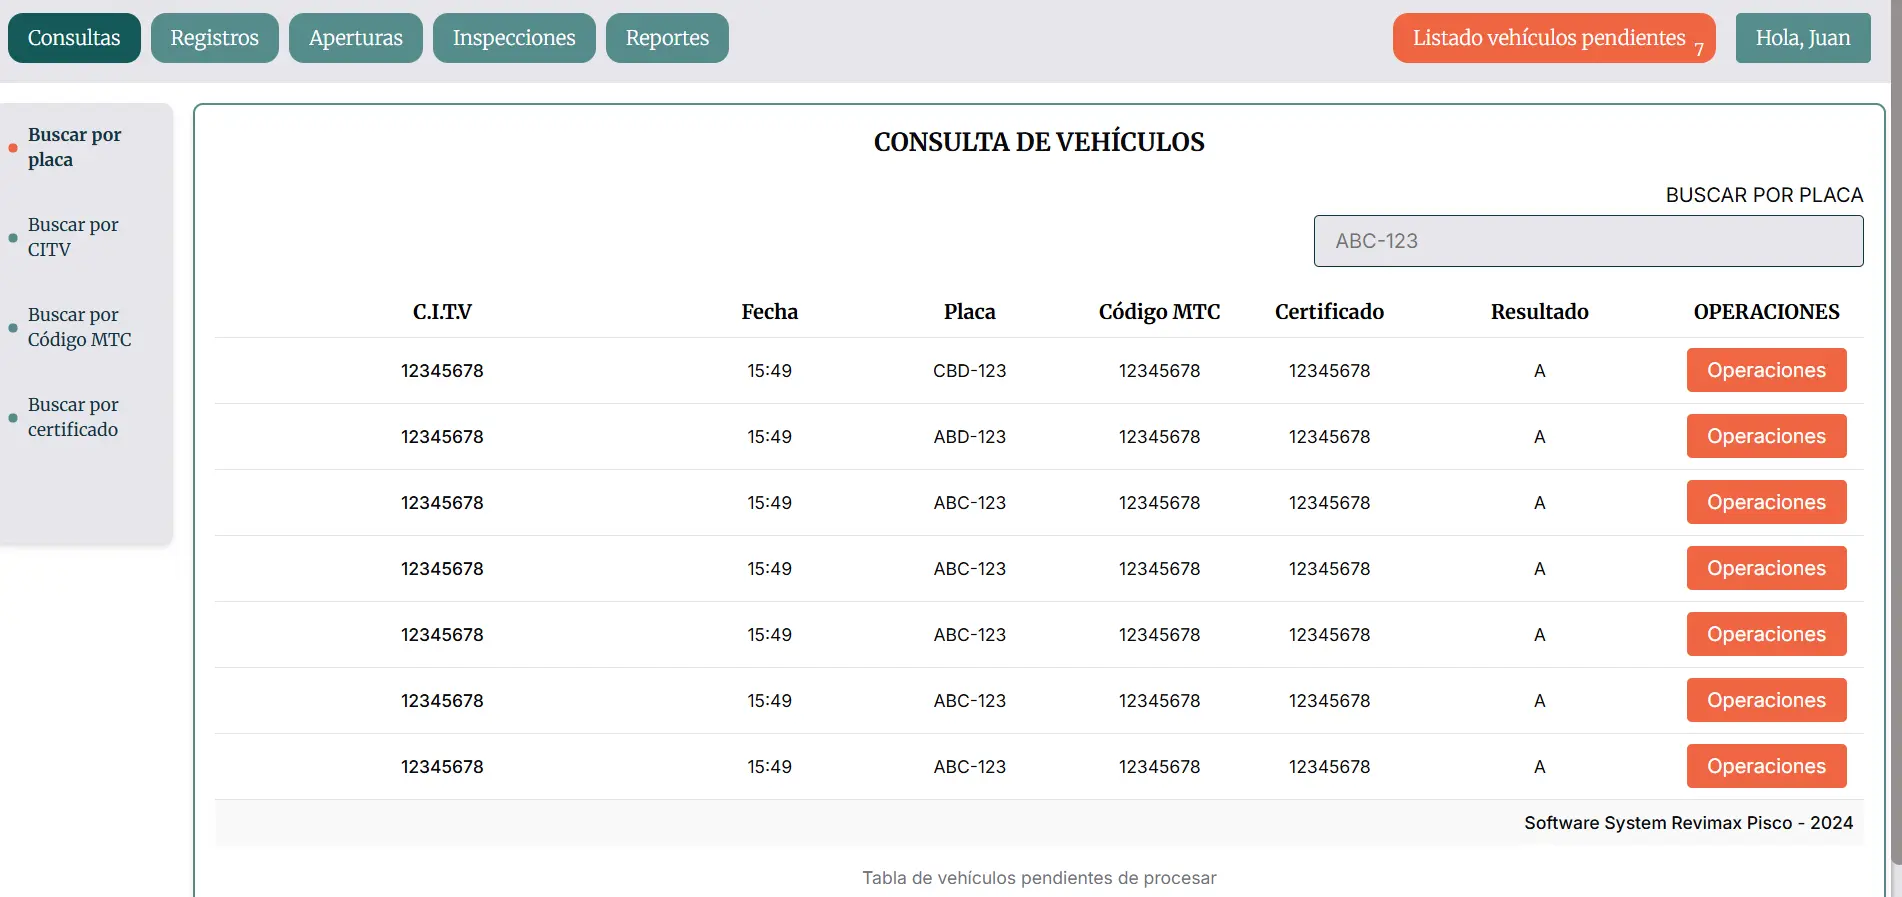 Consultas Registros Aperturas Inspecciones Reportes Listado vehículos pendientes 7 Hola, Juan
Buscar por
placa
Buscar por
CITV
Buscar por
Código MTC
Buscar por
certificado
CONSULTA DE VEHÍCULOS
BUSCAR POR PLACA
ABC-123
C.I.T.V Fecha Placa Código MTC Certificado Resultado OPERACIONES
12345678 15:49 CBD-123 12345678 12345678 A Operaciones
12345678 15:49 ABD-123 12345678 12345678 A Operaciones
12345678 15:49 ABC-123 12345678 12345678 A Operaciones
12345678 15:49 ABC-123 12345678 12345678 A Operaciones
12345678 15:49 ABC-123 12345678 12345678 A Operaciones
12345678 15:49 ABC-123 12345678 12345678 A Operaciones
12345678 15:49 ABC-123 12345678 12345678 A Operaciones
Software System Revimax Pisco - 2024
Tabla de vehículos pendientes de procesar